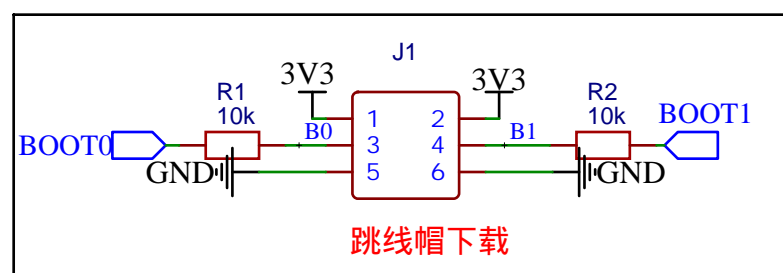 J1
3V3 3V3
R1 R2
10k 10k
BOOT0 BOOT1
1 2
B0 3 4 B1
GND 5 6 GND
跳线帽下载